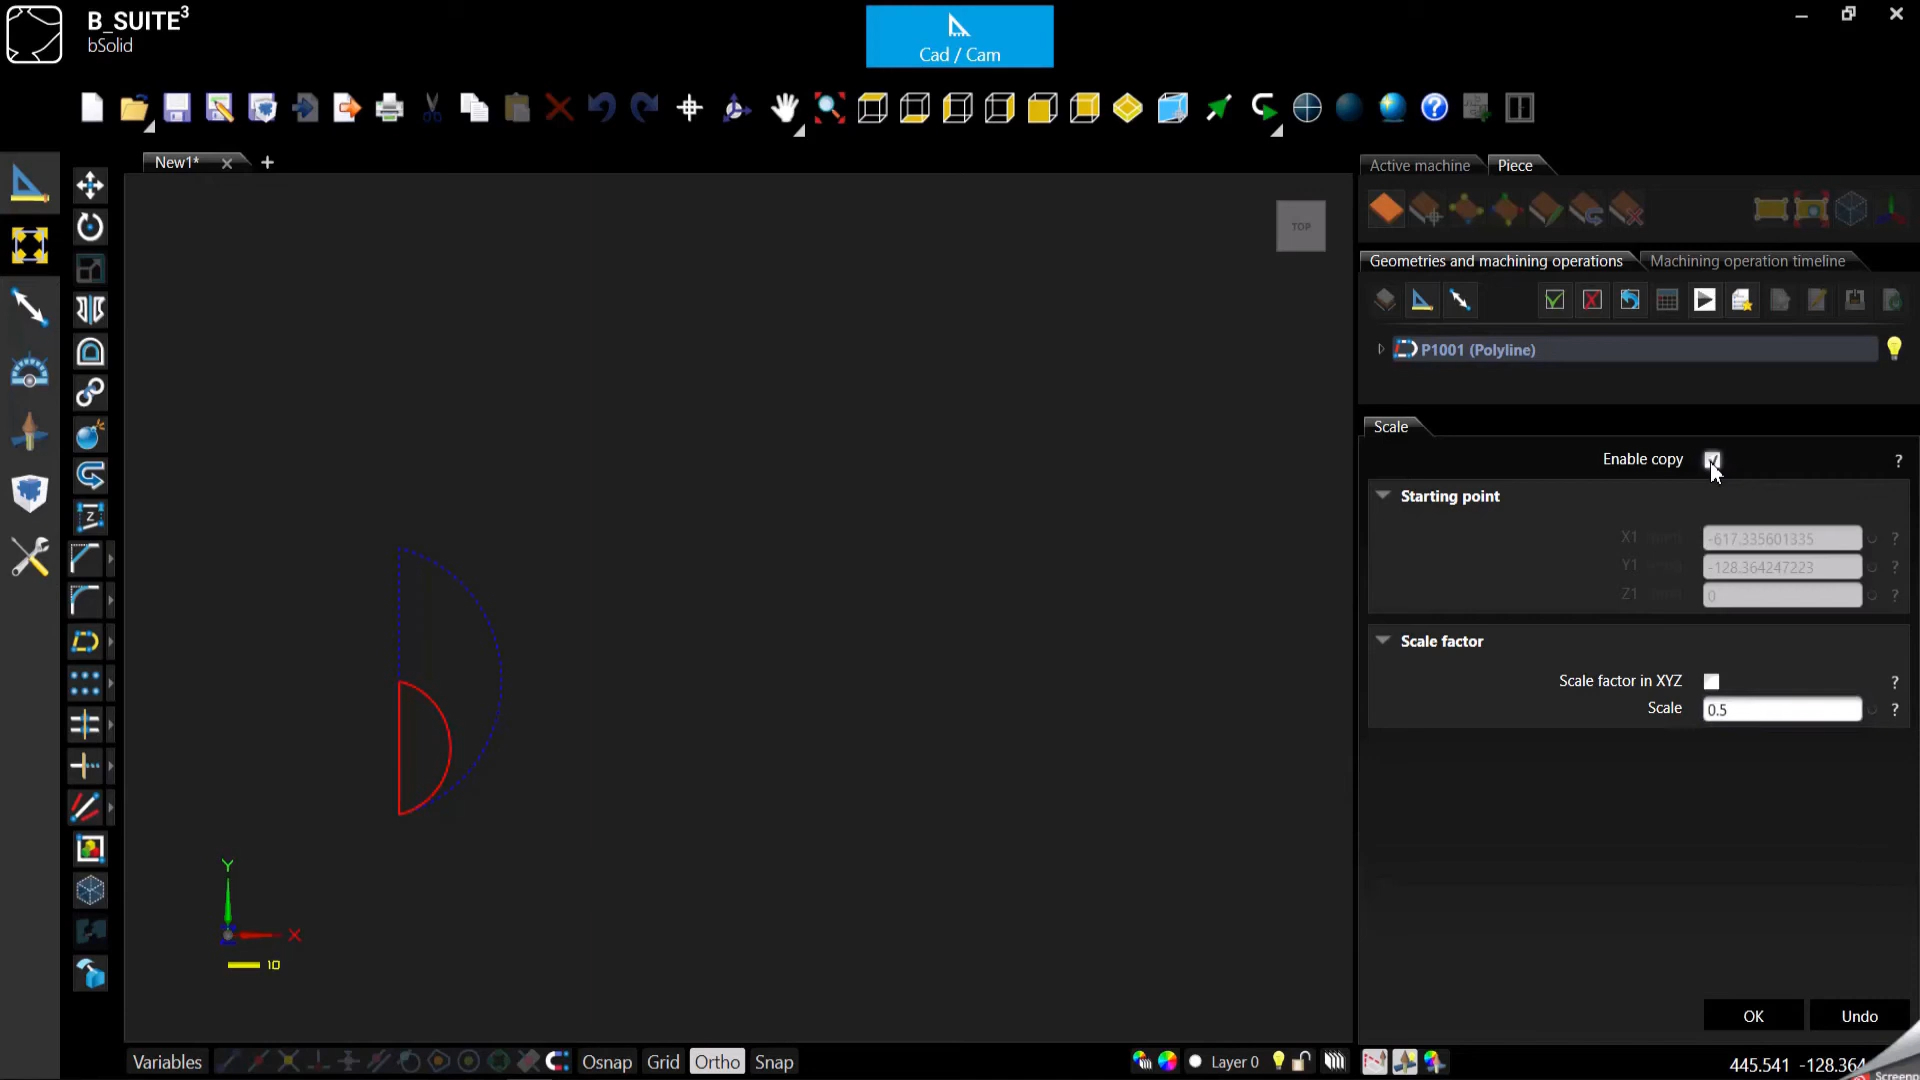 B_SUITE³
bSolid
Cad / Cam
New1*
TOP
Active machine
Piece
Geometries and machining operations
Machining operation timeline
P1001 (Polyline)
Scale
Enable copy
?
Starting point
X1
-617.335601335
?
Y1
-128.364247223
?
Z1
0
?
Scale factor
Scale factor in XYZ
?
Scale
0.5
?
Y
X
10
OK
Undo
Variables
Osnap
Grid
Ortho
Snap
Layer 0
445.541 -128.364